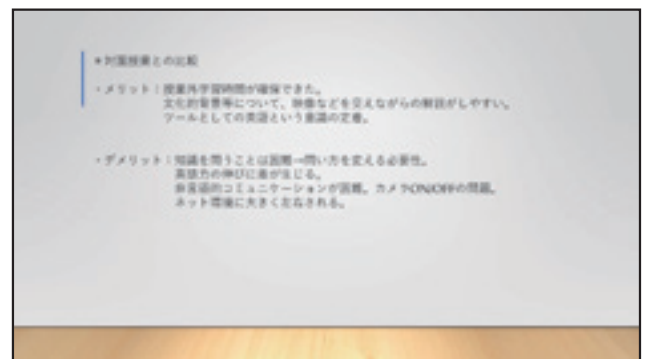 ＊対面授業との比較
・メリット：授業外学習時間が確保できた。
文化的背景等について、映像などを交えながらの解説がしやすい。
ツールとしての英語という意識の定着。
・デメリット：知識を問うことは困難→問い方を変える必要性。
英語力の伸びに差が生じる。
非言語的コミュニケーションが困難。カメラON/OFFの問題。
ネット環境に大きく左右される。